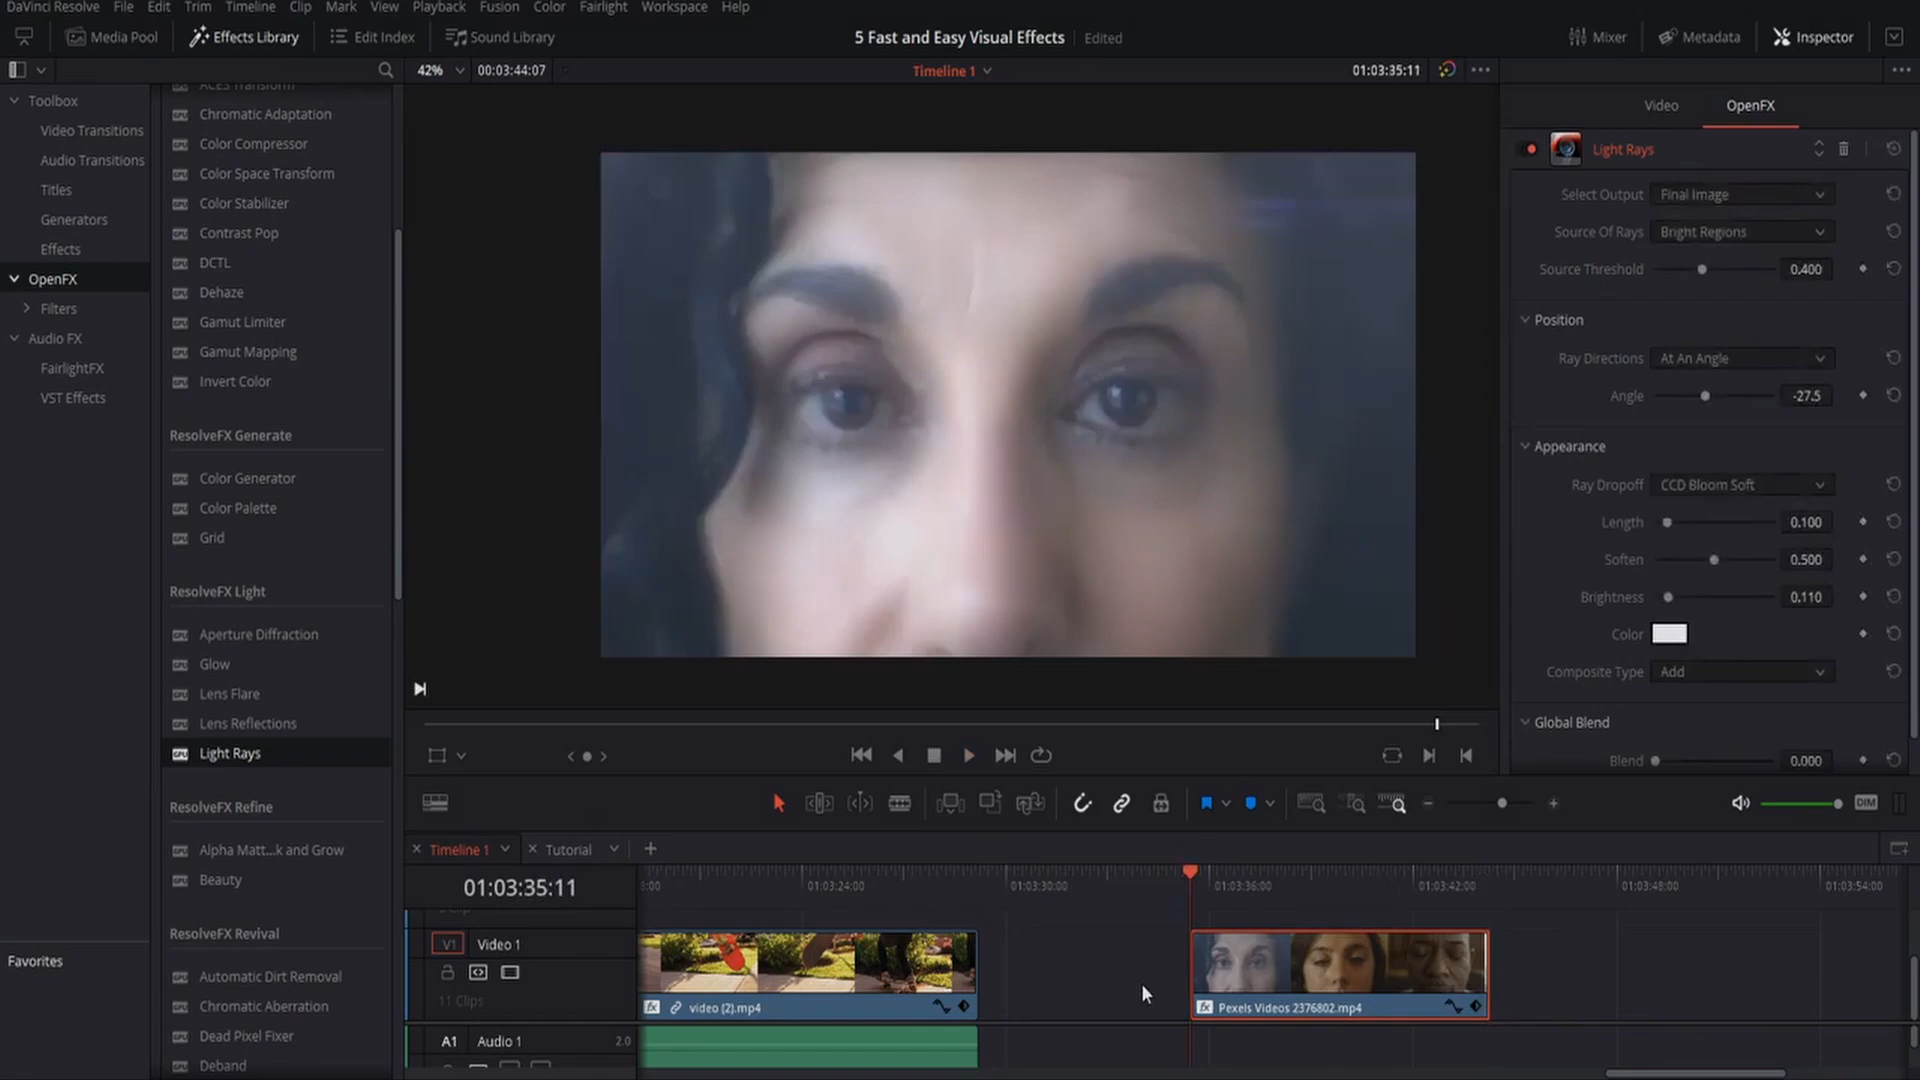 DaVinci Resolve File Edit Trim Timeline Clip Mark View Playback Fusion Color Fairlight Workspace Help
Media Pool Effects Library Edit Index Sound Library 5 Fast and Easy Visual Effects Edited Mixer Metadata Inspector
42% 00:03:44:07 Timeline 1 01:03:35:11
Toolbox
Video Transitions
Audio Transitions
Titles
Generators
Effects
OpenFX
Filters
Audio FX
FairlightFX
VST Effects
Favorites
ACES Transform
Chromatic Adaptation
Color Compressor
Color Space Transform
Color Stabilizer
Contrast Pop
DCTL
Dehaze
Gamut Limiter
Gamut Mapping
Invert Color
ResolveFX Generate
Color Generator
Color Palette
Grid
ResolveFX Light
Aperture Diffraction
Glow
Lens Flare
Lens Reflections
Light Rays
ResolveFX Refine
Alpha Matt...k and Grow
Beauty
ResolveFX Revival
Automatic Dirt Removal
Chromatic Aberration
Dead Pixel Fixer
Deband
Video OpenFX
Light Rays
Select Output Final Image
Source Of Rays Bright Regions
Source Threshold 0.400
Position
Ray Directions At An Angle
Angle -27.5
Appearance
Ray Dropoff CCD Bloom Soft
Length 0.100
Soften 0.500
Brightness 0.110
Color
Composite Type Add
Global Blend
Blend 0.000
DIM
Timeline 1 Tutorial
01:03:35:11 8:00 01:03:24:00 01:03:30:00 01:03:36:00 01:03:42:00 01:03:48:00 01:03:54:00
V1 Video 1
11 Clips
video (2).mp4 Pexels Videos 2376802.mp4
A1 Audio 1 2.0